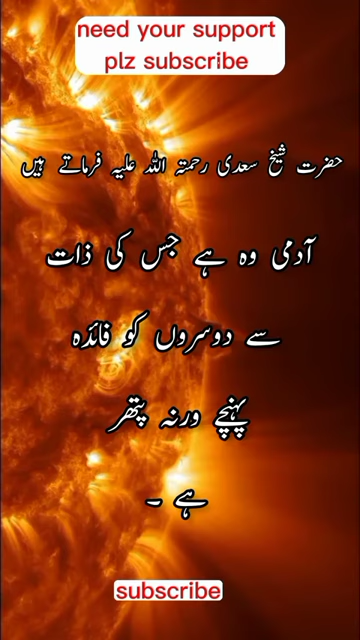 need your support
plz subscribe
حضرت شیخ سعدی رحمتہ اللہ علیہ فرماتے ہیں
آدمی وہ ہے جس کی ذات
سے دوسروں کو فائدہ
پہنچے ورنہ پتھر
ہے ۔
subscribe